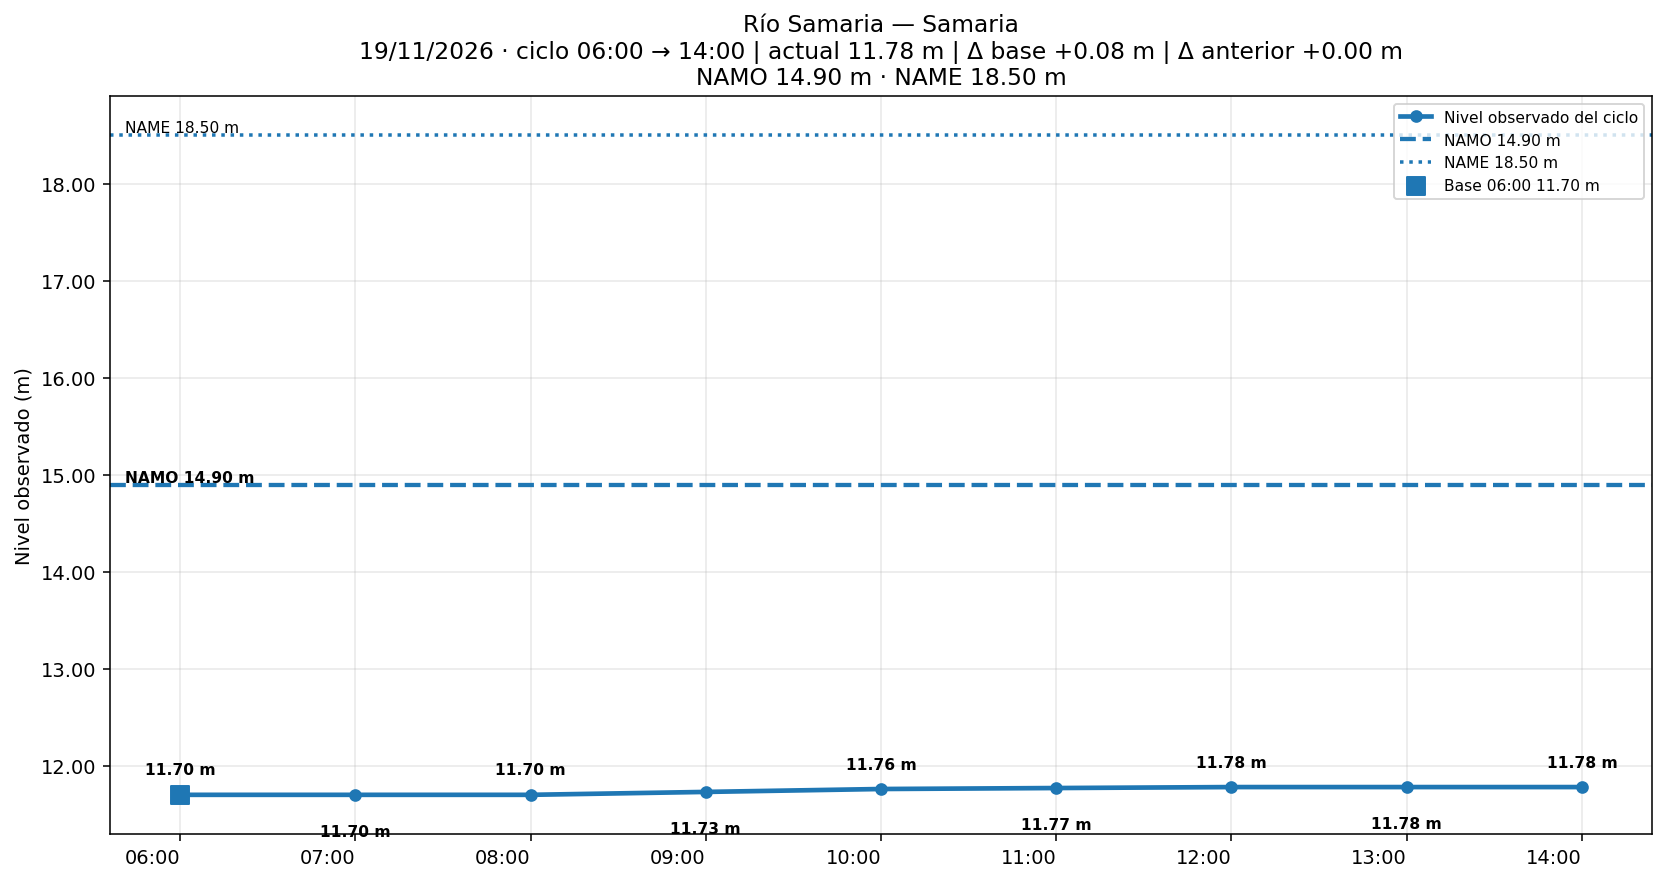 Río Samaria — Samaria
19/11/2026 · ciclo 06:00 → 14:00 | actual 11.78 m | Δ base +0.08 m | Δ anterior +0.00 m
NAMO 14.90 m · NAME 18.50 m
NAME 18.50 m
Nivel observado del ciclo
NAMO 14.90 m
NAME 18.50 m
Base 06:00 11.70 m
Nivel observado (m)
18.00
17.00
16.00
15.00
NAMO 14.90 m
14.00
13.00
12.00
11.70 m
11.70 m
11.70 m
11.73 m
11.76 m
11.77 m
11.78 m
11.78 m
11.78 m
06:00
07:00
08:00
09:00
10:00
11:00
12:00
13:00
14:00